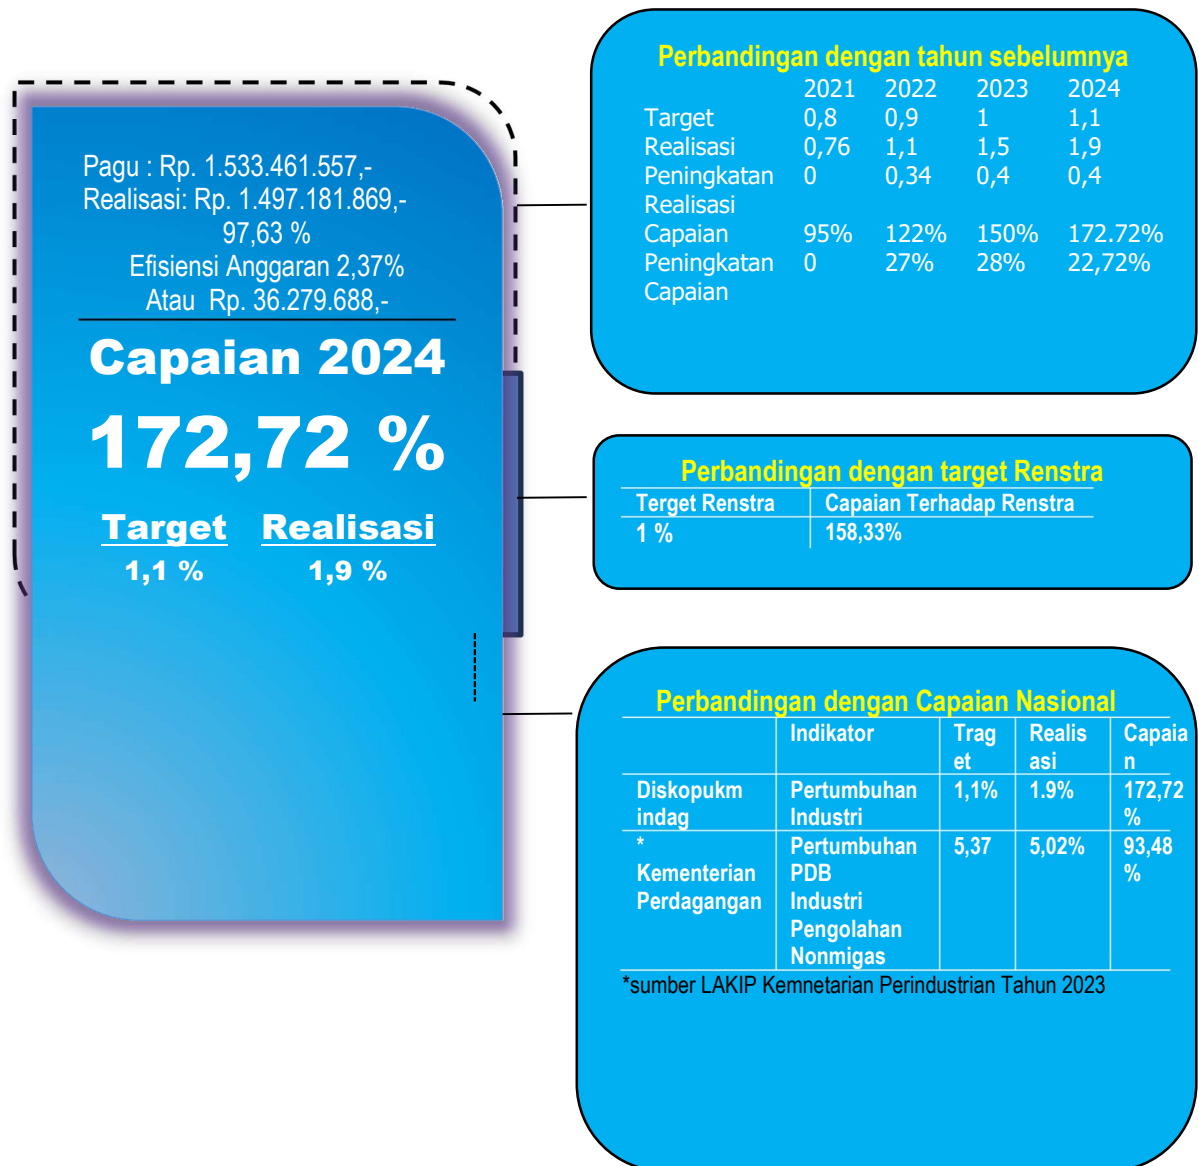 Pagu : Rp. 1.533.461.557,-
Realisasi: Rp. 1.497.181.869,-
97,63 %
Efisiensi Anggaran 2,37%
Atau Rp. 36.279.688,-
Capaian 2024
172,72 %
Target Realisasi
1,1 % 1,9 %
Perbandingan dengan tahun sebelumnya
2021 2022 2023 2024
Target 0,8 0,9 1 1,1
Realisasi 0,76 1,1 1,5 1,9
Peningkatan 0 0,34 0,4 0,4
Realisasi
Capaian 95% 122% 150% 172.72%
Peningkatan 0 27% 28% 22,72%
Capaian
Perbandingan dengan target Renstra
Terget Renstra Capaian Terhadap Renstra
1 % 158,33%
Perbandingan dengan Capaian Nasional
Indikator Trag Realis Capaia
et asi n
Diskopukm Pertumbuhan 1,1% 1.9% 172,72
indag Industri %
* Pertumbuhan 5,37 5,02% 93,48
Kementerian PDB %
Perdagangan Industri
Pengolahan
Nonmigas
*sumber LAKIP Kemnetarian Perindustrian Tahun 2023